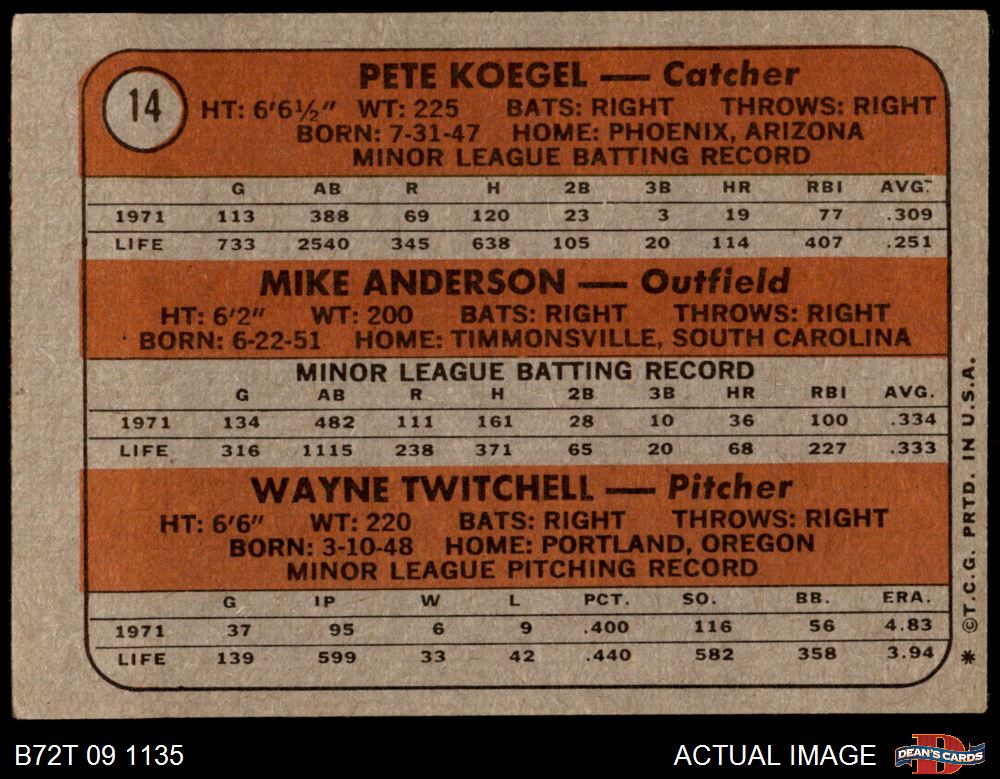 14
PETE KOEGEL — Catcher
HT: 6'6½" WT: 225 BATS: RIGHT THROWS: RIGHT
BORN: 7-31-47 HOME: PHOENIX, ARIZONA
MINOR LEAGUE BATTING RECORD
G AB R H 2B 3B HR RBI AVG.
1971 113 388 69 120 23 3 19 77 .309
LIFE 733 2540 345 638 105 20 114 407 .251
MIKE ANDERSON — Outfield
HT: 6'2" WT: 200 BATS: RIGHT THROWS: RIGHT
BORN: 6-22-51 HOME: TIMMONSVILLE, SOUTH CAROLINA
MINOR LEAGUE BATTING RECORD
G AB R H 2B 3B HR RBI AVG.
1971 134 482 111 161 28 10 36 100 .334
LIFE 316 1115 238 371 65 20 68 227 .333
WAYNE TWITCHELL — Pitcher
HT: 6'6" WT: 220 BATS: RIGHT THROWS: RIGHT
BORN: 3-10-48 HOME: PORTLAND, OREGON
MINOR LEAGUE PITCHING RECORD
G IP W L PCT. SO. BB. ERA.
1971 37 95 6 9 .400 116 56 4.83
LIFE 139 599 33 42 .440 582 358 3.94
* ©T.C.G. PRTD. IN U.S.A.
B72T 09 1135
ACTUAL IMAGE
DEAN'S CARDS